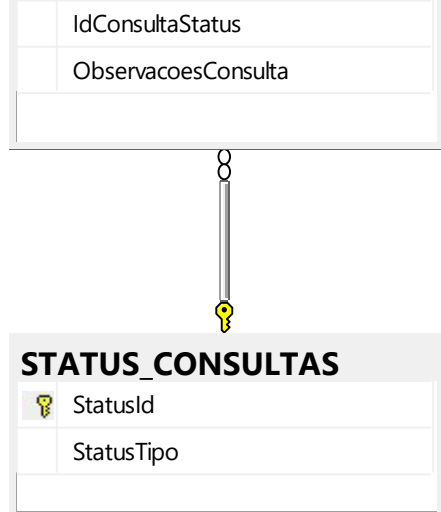 IdConsultaStatus
ObservacoesConsulta
STATUS_CONSULTAS
StatusId
StatusTipo